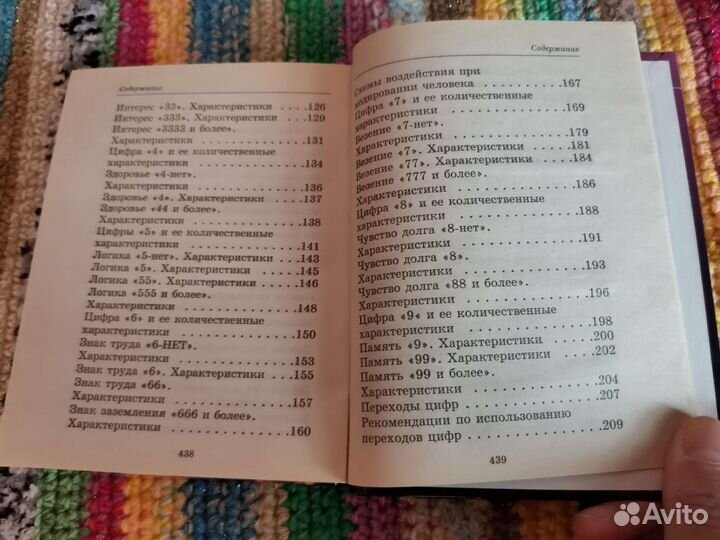 Содержание
Интерес «33». Характеристики . . . .126
Интерес «333». Характеристики . . . .129
Интерес «3333 и более».
Характеристики . . . . . . . . . . . . . . .131
Цифра «4» и ее количественные
характеристики . . . . . . . . . . . . . . .134
Здоровье «4-нет».
Характеристики . . . . . . . . . . . . . . .136
Здоровье «4». Характеристики . . . .137
Здоровье «44 и более».
Характеристики . . . . . . . . . . . . . . .138
Цифры «5» и ее количественные
характеристики . . . . . . . . . . . . . . .141
Логика «5-нет». Характеристики . . .143
Логика «5». Характеристики . . . . . .145
Логика «55». Характеристики . . . . .146
Логика «555 и более».
Характеристики . . . . . . . . . . . . . . .148
Цифра «6» и ее количественные
характеристики . . . . . . . . . . . . . . .150
Знак труда «6-НЕТ».
Характеристики . . . . . . . . . . . . . . .153
Знак труда «6». Характеристики . . .155
Знак труда «66».
Характеристики . . . . . . . . . . . . . . .157
Знак заземления «666 и более».
Характеристики . . . . . . . . . . . . . . .160
438
Содержание
Схемы воздействия при
кодировании человека . . . . . . . . .167
Цифра «7» и ее количественные
характеристики . . . . . . . . . . . . . . .169
Везение «7-нет».
Характеристики . . . . . . . . . . . . . . .179
Везение «7». Характеристики . . . . .181
Везение «77». Характеристики . . . .184
Везение «777 и более».
Характеристики . . . . . . . . . . . . . . .186
Цифра «8» и ее количественные
характеристики . . . . . . . . . . . . . . .188
Чувство долга «8-нет».
Характеристики . . . . . . . . . . . . . . .191
Чувство долга «8».
Характеристики . . . . . . . . . . . . . . .193
Чувство долга «88 и более».
Характеристики . . . . . . . . . . . . . . .196
Цифра «9» и ее количественные
характеристики . . . . . . . . . . . . . . .198
Память «9». Характеристики . . . . . .200
Память «99». Характеристики . . . . .202
Память «99 и более».
Характеристики . . . . . . . . . . . . . . .204
Переходы цифр . . . . . . . . . . . . . . . .207
Рекомендации по использованию
переходов цифр . . . . . . . . . . . . . . .209
439
Avito